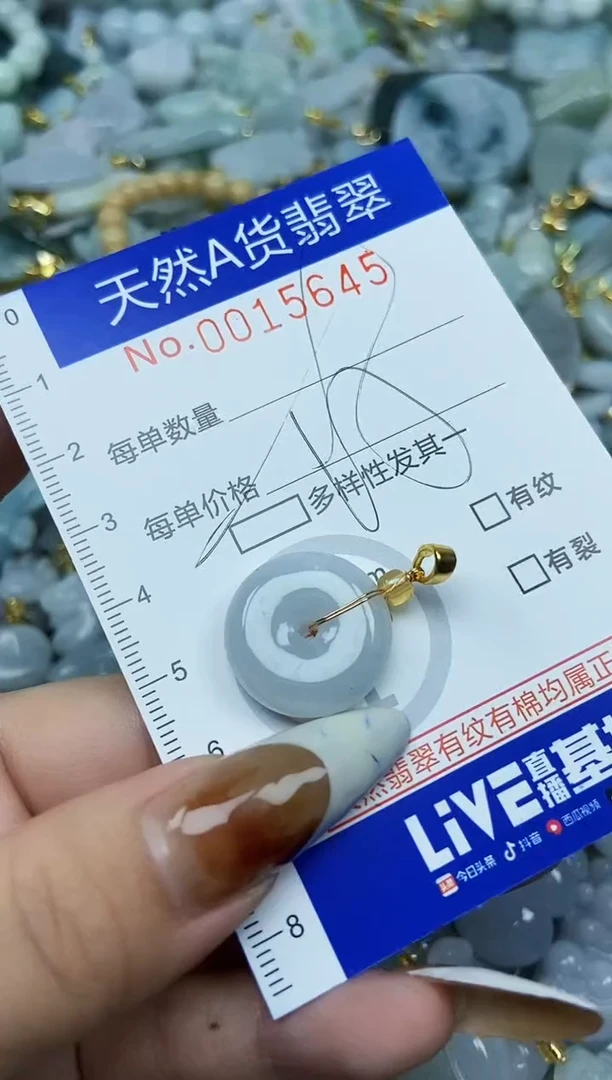 天然A货翡翠
No.0015645
每单数量
每单价格
多样性发其一
有纹
有裂
然翡翠有纹有棉均属正
LiVE直播基
今日头条 抖音 西瓜视频
0
1
2
3
4
5
6
8